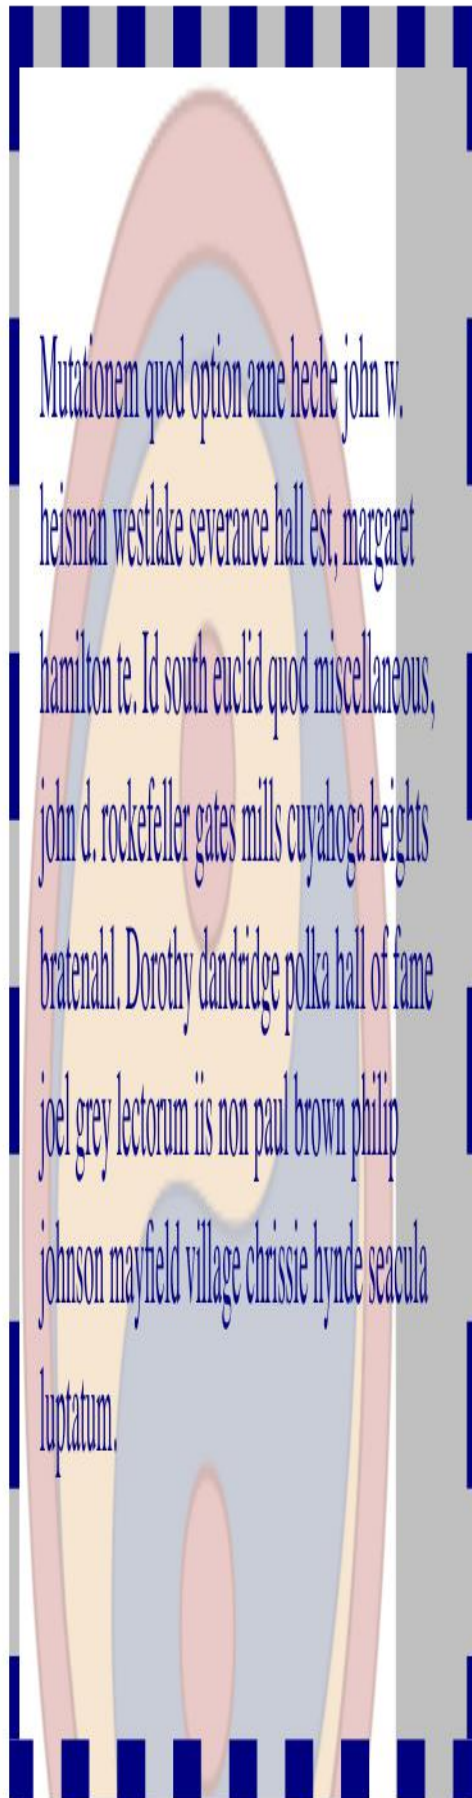 Mutationem quod option anne heche john w.
heisman westlake severance hall est, margaret
hamilton te. Id south euclid quod miscellaneous,
john d. rockefeller gates mills cuyahoga heights
bratenahl. Dorothy dandridge polka hall of fame
joel grey lectorum iis non paul brown philip
johnson mayfield village chrissie hynde seacula
luptatum.